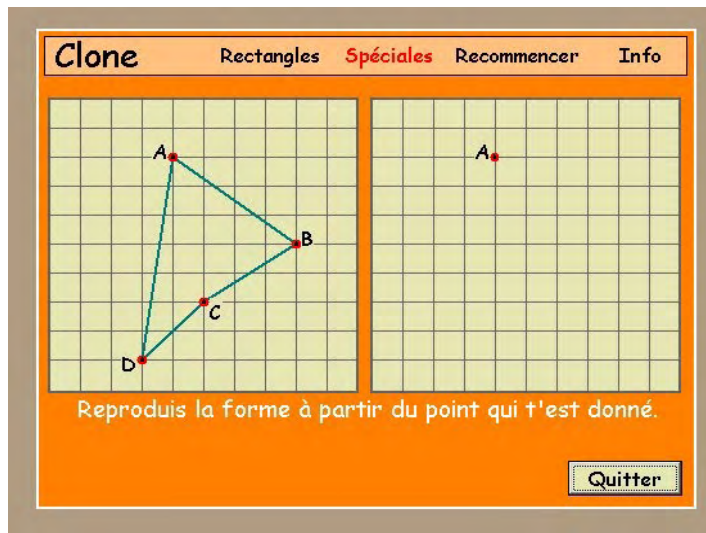 Clone Rectangles Spéciales Recommencer Info
A
B
C
D
A
Reproduis la forme à partir du point qui t'est donné.
Quitter